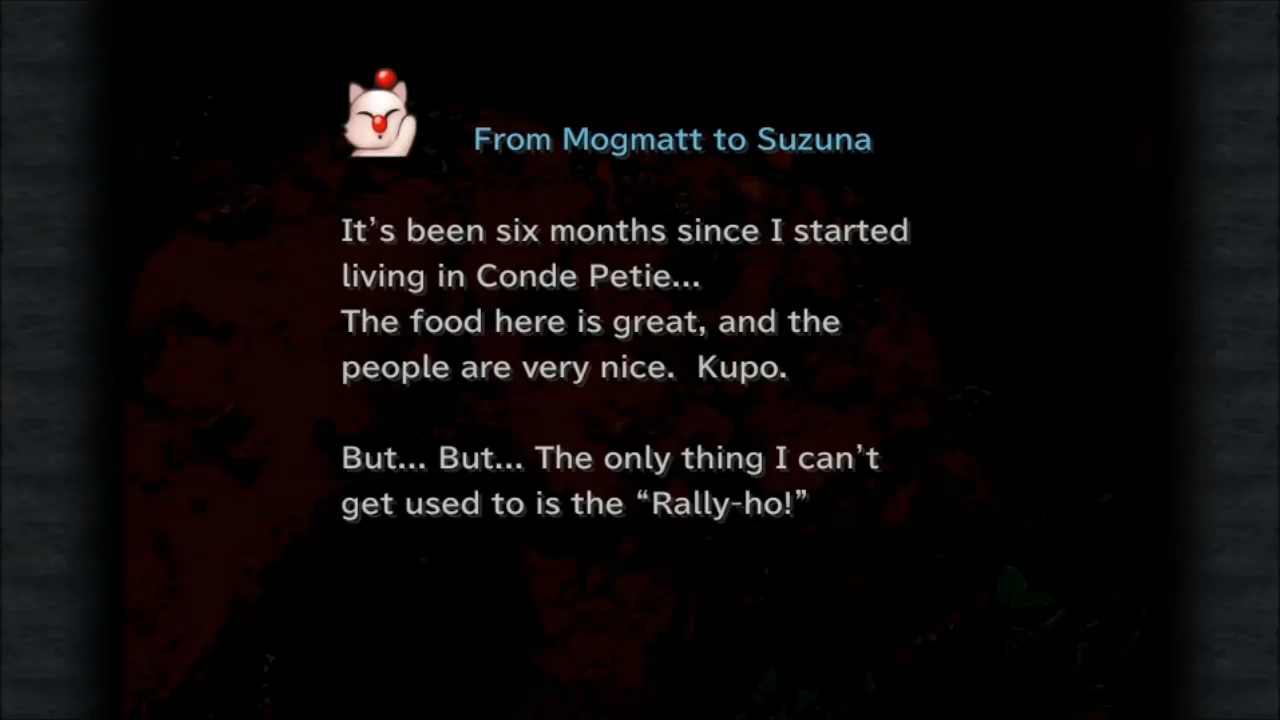 From Mogmatt to Suzuna
It’s been six months since I started
living in Conde Petie...
The food here is great, and the
people are very nice.  Kupo.
But... But... The only thing I can’t
get used to is the “Rally-ho!”